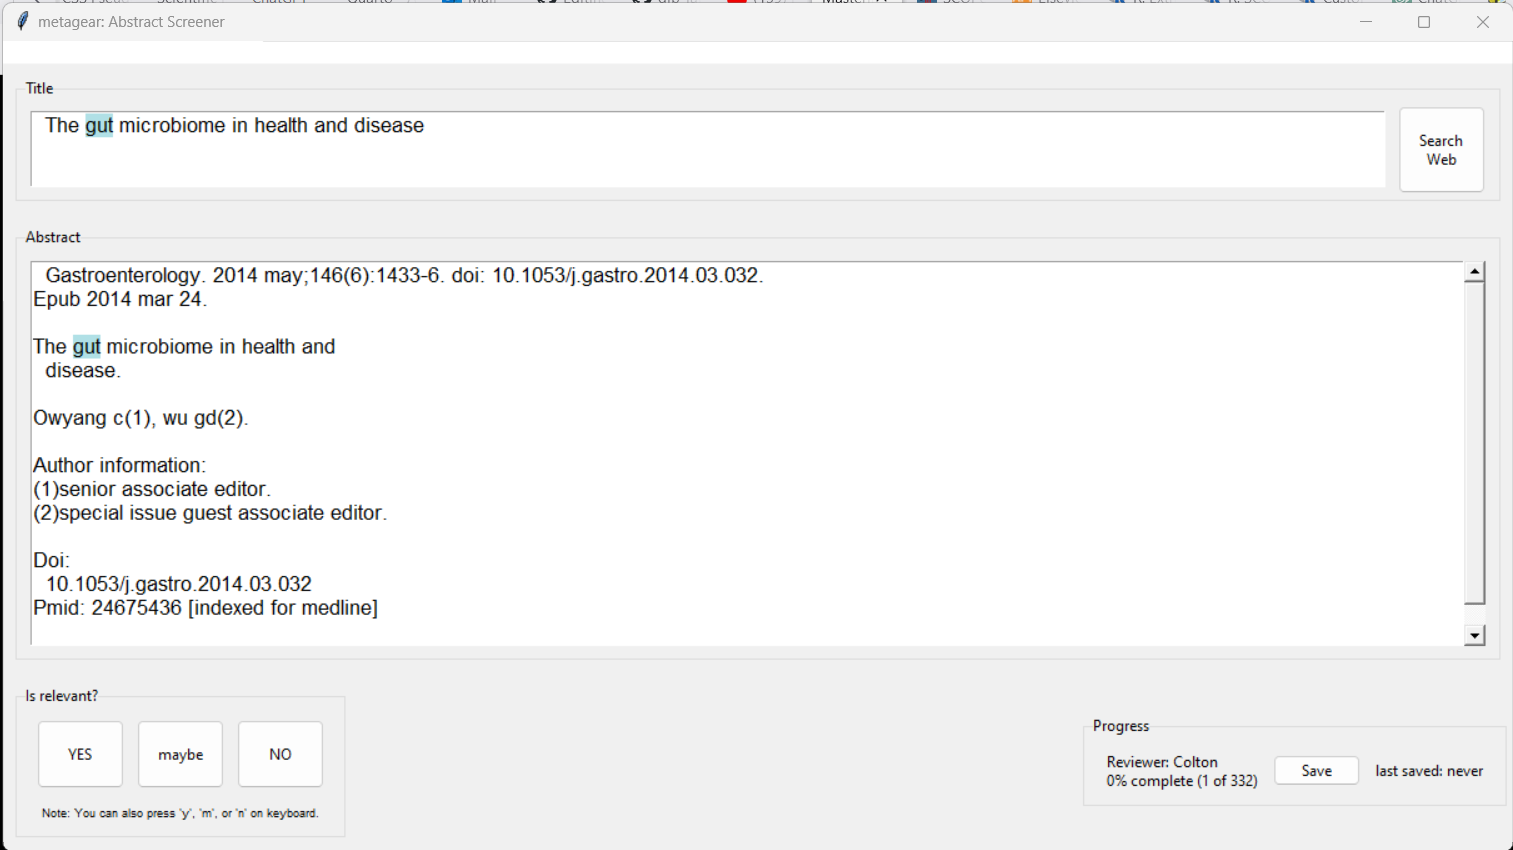 metagear: Abstract Screener
Title
The gut microbiome in health and disease
Search
Web
Abstract
Gastroenterology. 2014 may;146(6):1433-6. doi: 10.1053/j.gastro.2014.03.032.
Epub 2014 mar 24.
The gut microbiome in health and
disease.
Owyang c(1), wu gd(2).
Author information:
(1)senior associate editor.
(2)special issue guest associate editor.
Doi:
10.1053/j.gastro.2014.03.032
Pmid: 24675436 [indexed for medline]
Is relevant?
YES
maybe
NO
Note: You can also press 'y', 'm', or 'n' on keyboard.
Progress
Reviewer: Colton
0% complete (1 of 332)
Save
last saved: never